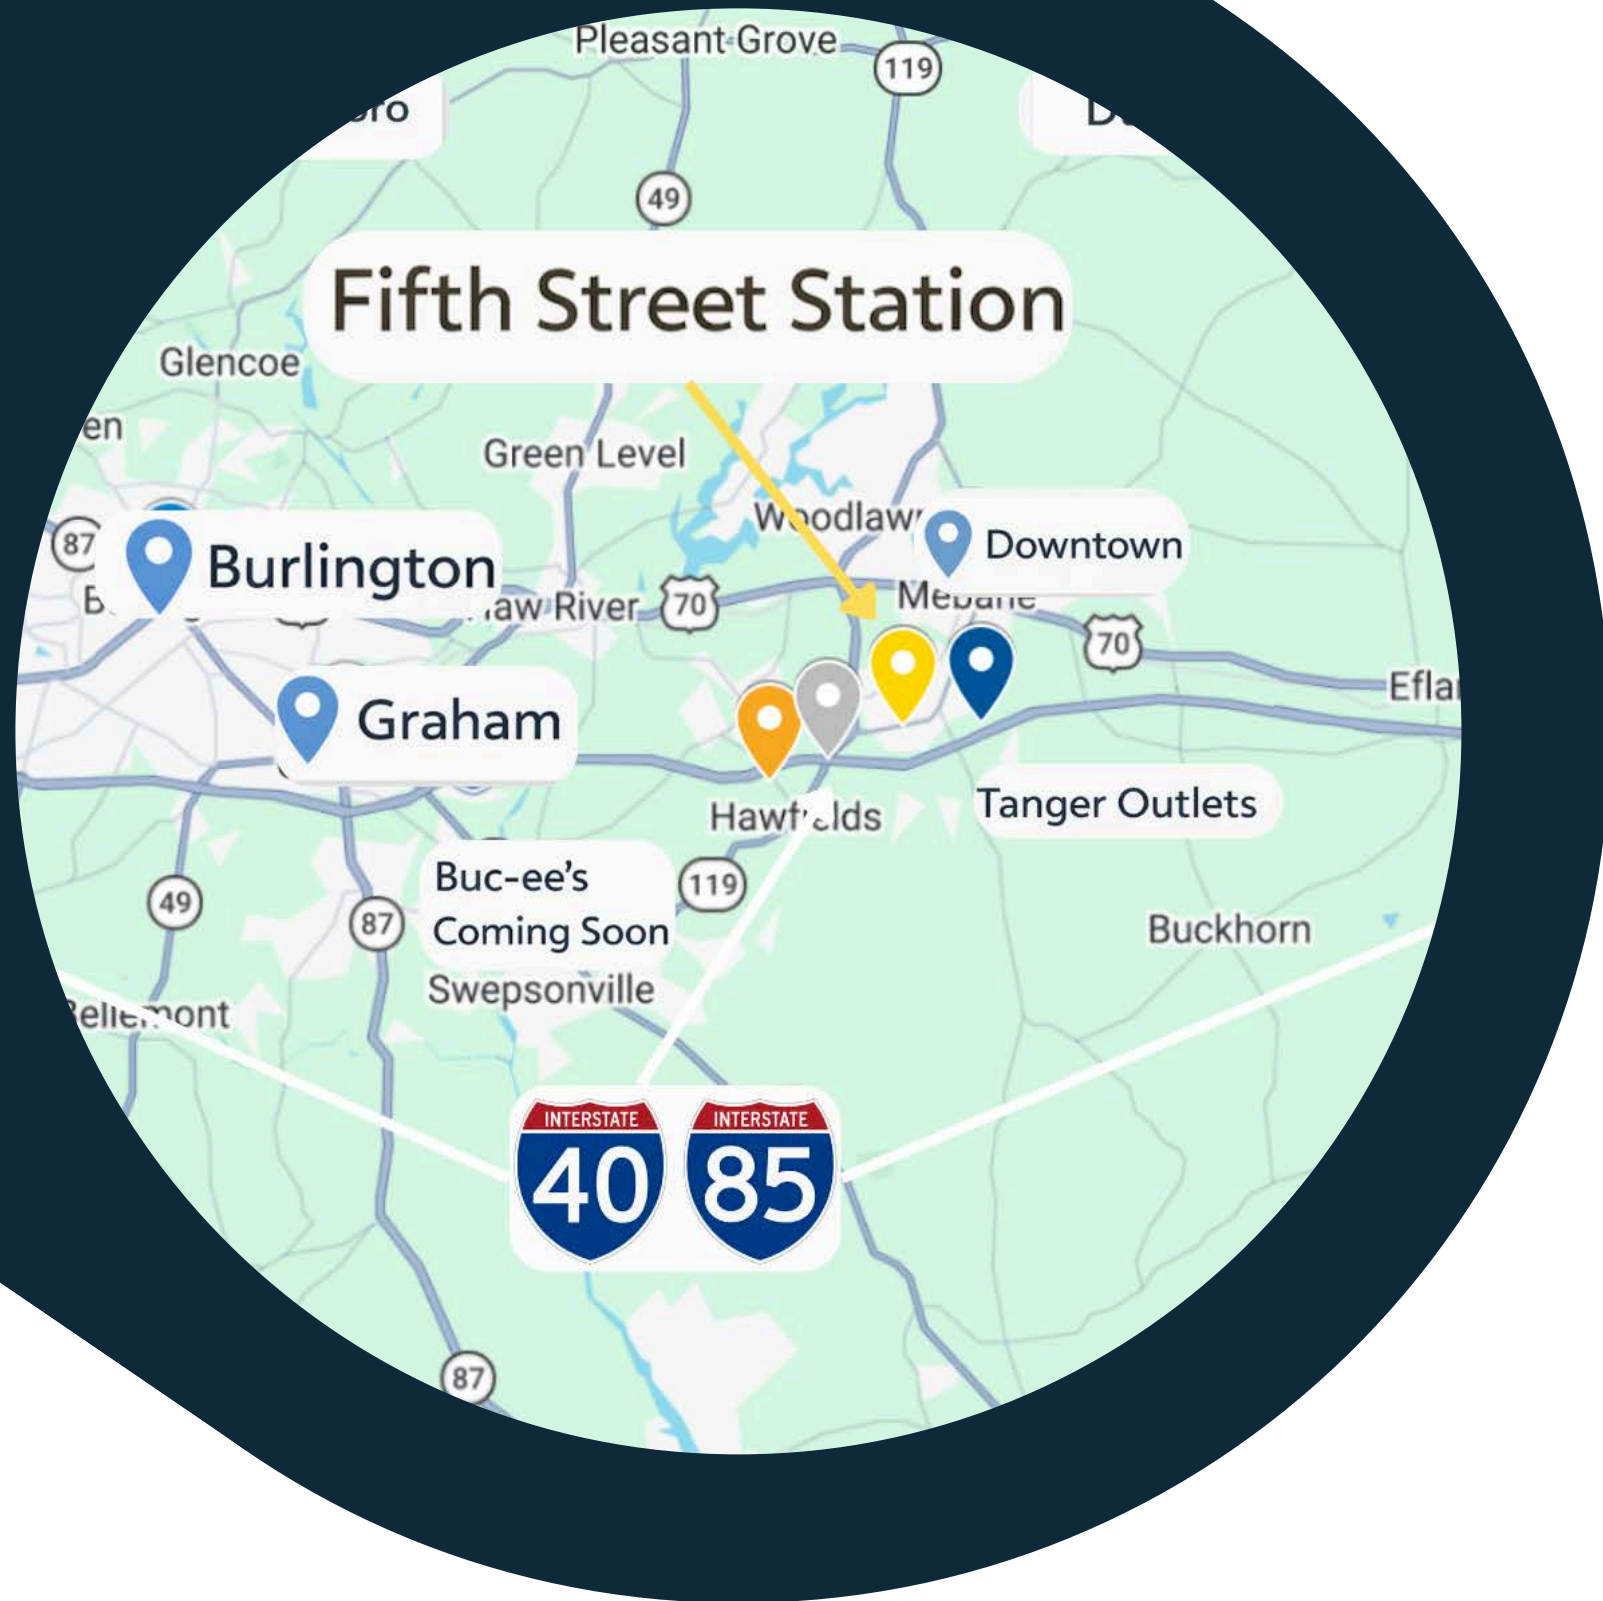 Pleasant Grove
119
49
Fifth Street Station
Glencoe
Green Level
87
Burlington
Downtown
Mebane
70
70
Graham
Hawfields
Tanger Outlets
Buc-ee's
Coming Soon
119
49
87
Buckhorn
Swepsonville
INTERSTATE
40
INTERSTATE
85
87